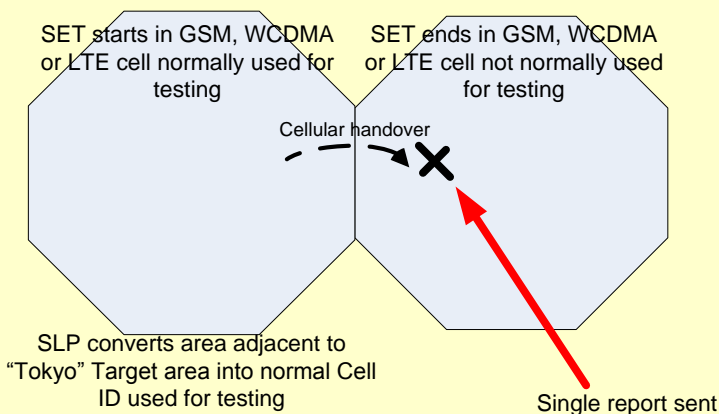 SET starts in GSM, WCDMA
or LTE cell normally used for
testing
SET ends in GSM, WCDMA
or LTE cell not normally used
for testing
Cellular handover
SLP converts area adjacent to
“Tokyo” Target area into normal Cell
ID used for testing
Single report sent